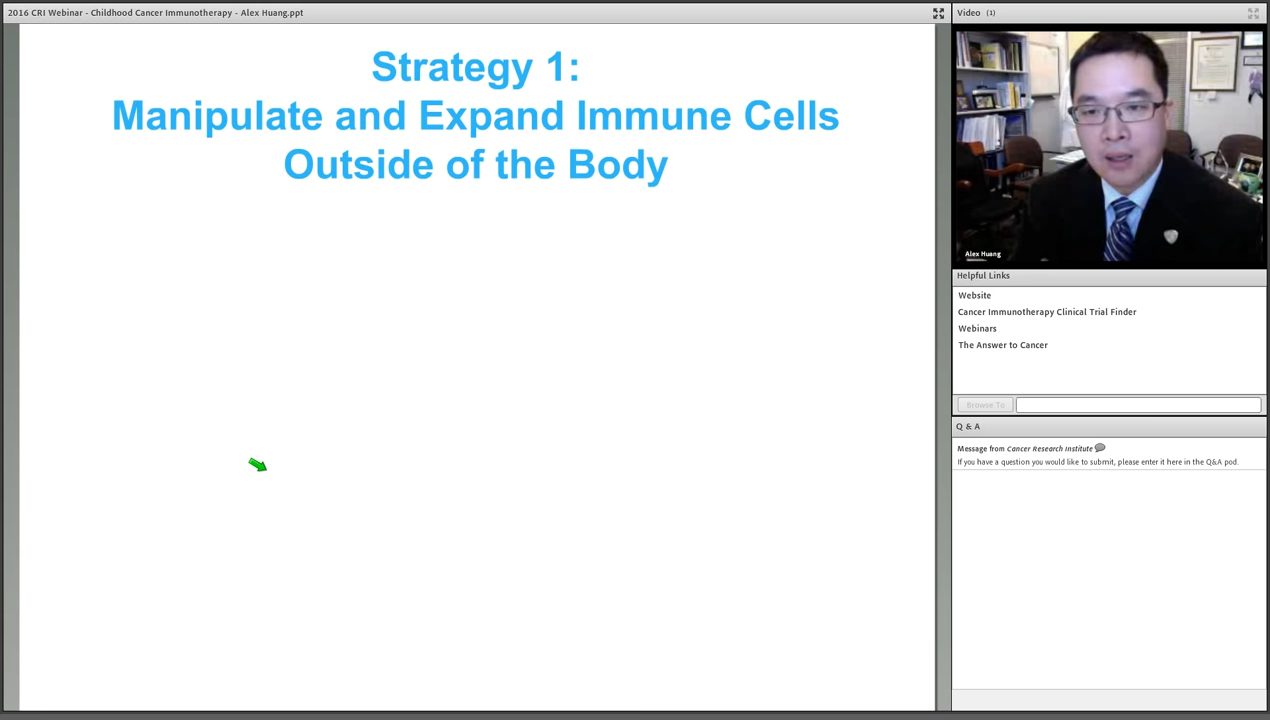 2016 CRI Webinar - Childhood Cancer Immunotherapy - Alex Huang.ppt
Strategy 1:
Manipulate and Expand Immune Cells
Outside of the Body
Video (1)
Alex Huang
Helpful Links
Website
Cancer Immunotherapy Clinical Trial Finder
Webinars
The Answer to Cancer
Browse To
Q & A
Message from Cancer Research Institute
If you have a question you would like to submit, please enter it here in the Q&A pod.